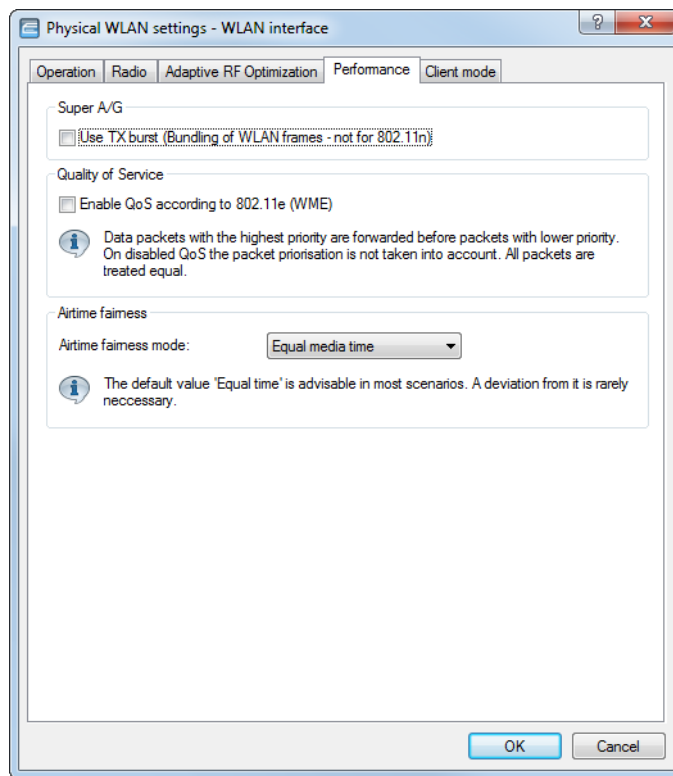 Physical WLAN settings - WLAN interface
Operation
Radio
Adaptive RF Optimization
Performance
Client mode
Super A/G
Use TX burst (Bundling of WLAN frames - not for 802.11n)
Quality of Service
Enable QoS according to 802.11e (WME)
Data packets with the highest priority are forwarded before packets with lower priority.
On disabled QoS the packet priorisation is not taken into account. All packets are
treated equal.
Airtime fairness
Airtime fairness mode:
Equal media time
The default value 'Equal time' is advisable in most scenarios. A deviation from it is rarely
neccessary.
OK
Cancel